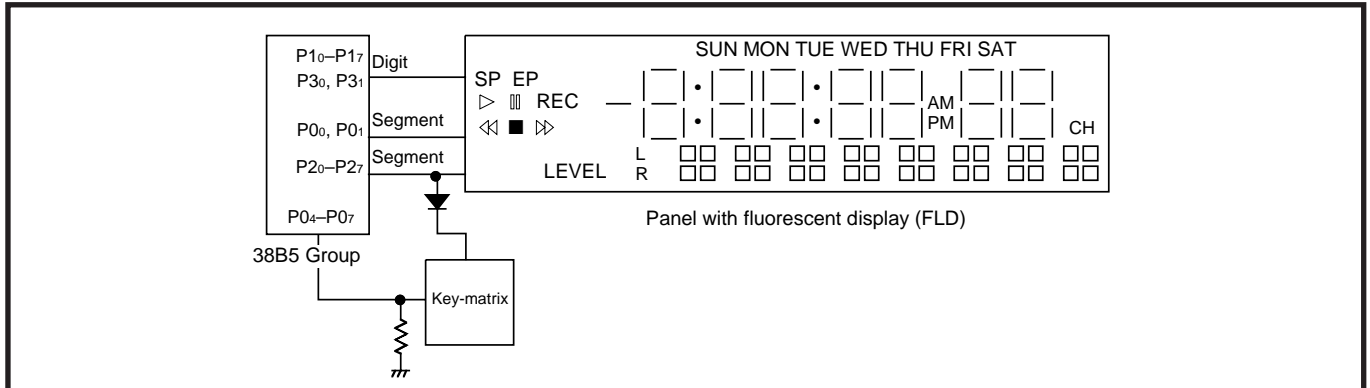 P10–P17
P30, P31
Digit
P00, P01
Segment
P20–P27
Segment
P04–P07
38B5 Group
SUN MON TUE WED THU FRI SAT
SP EP
REC
AM
PM
CH
LEVEL
L
R
Panel with fluorescent display (FLD)
Key-matrix